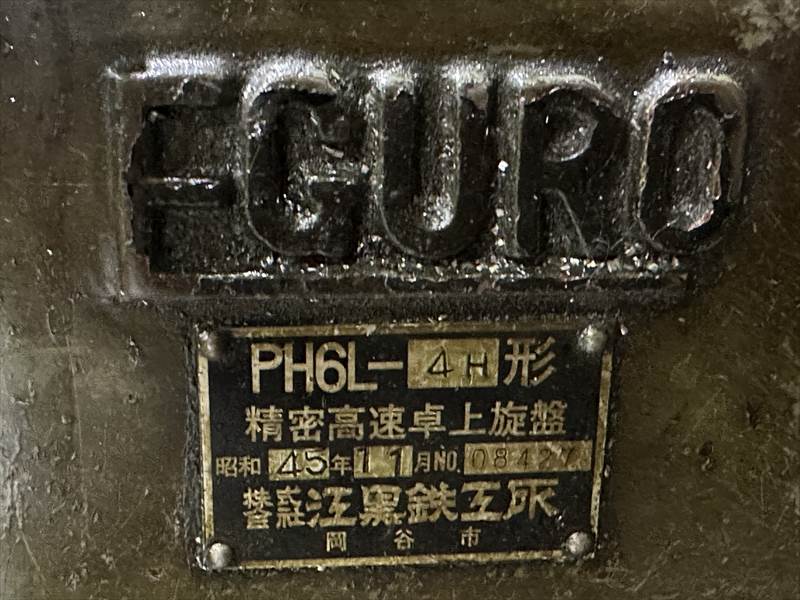 EGURO
PH6L-4H形
精密高速卓上旋盤
昭和45年11月NO.08427
株式会社江黒鉄工所
岡谷市